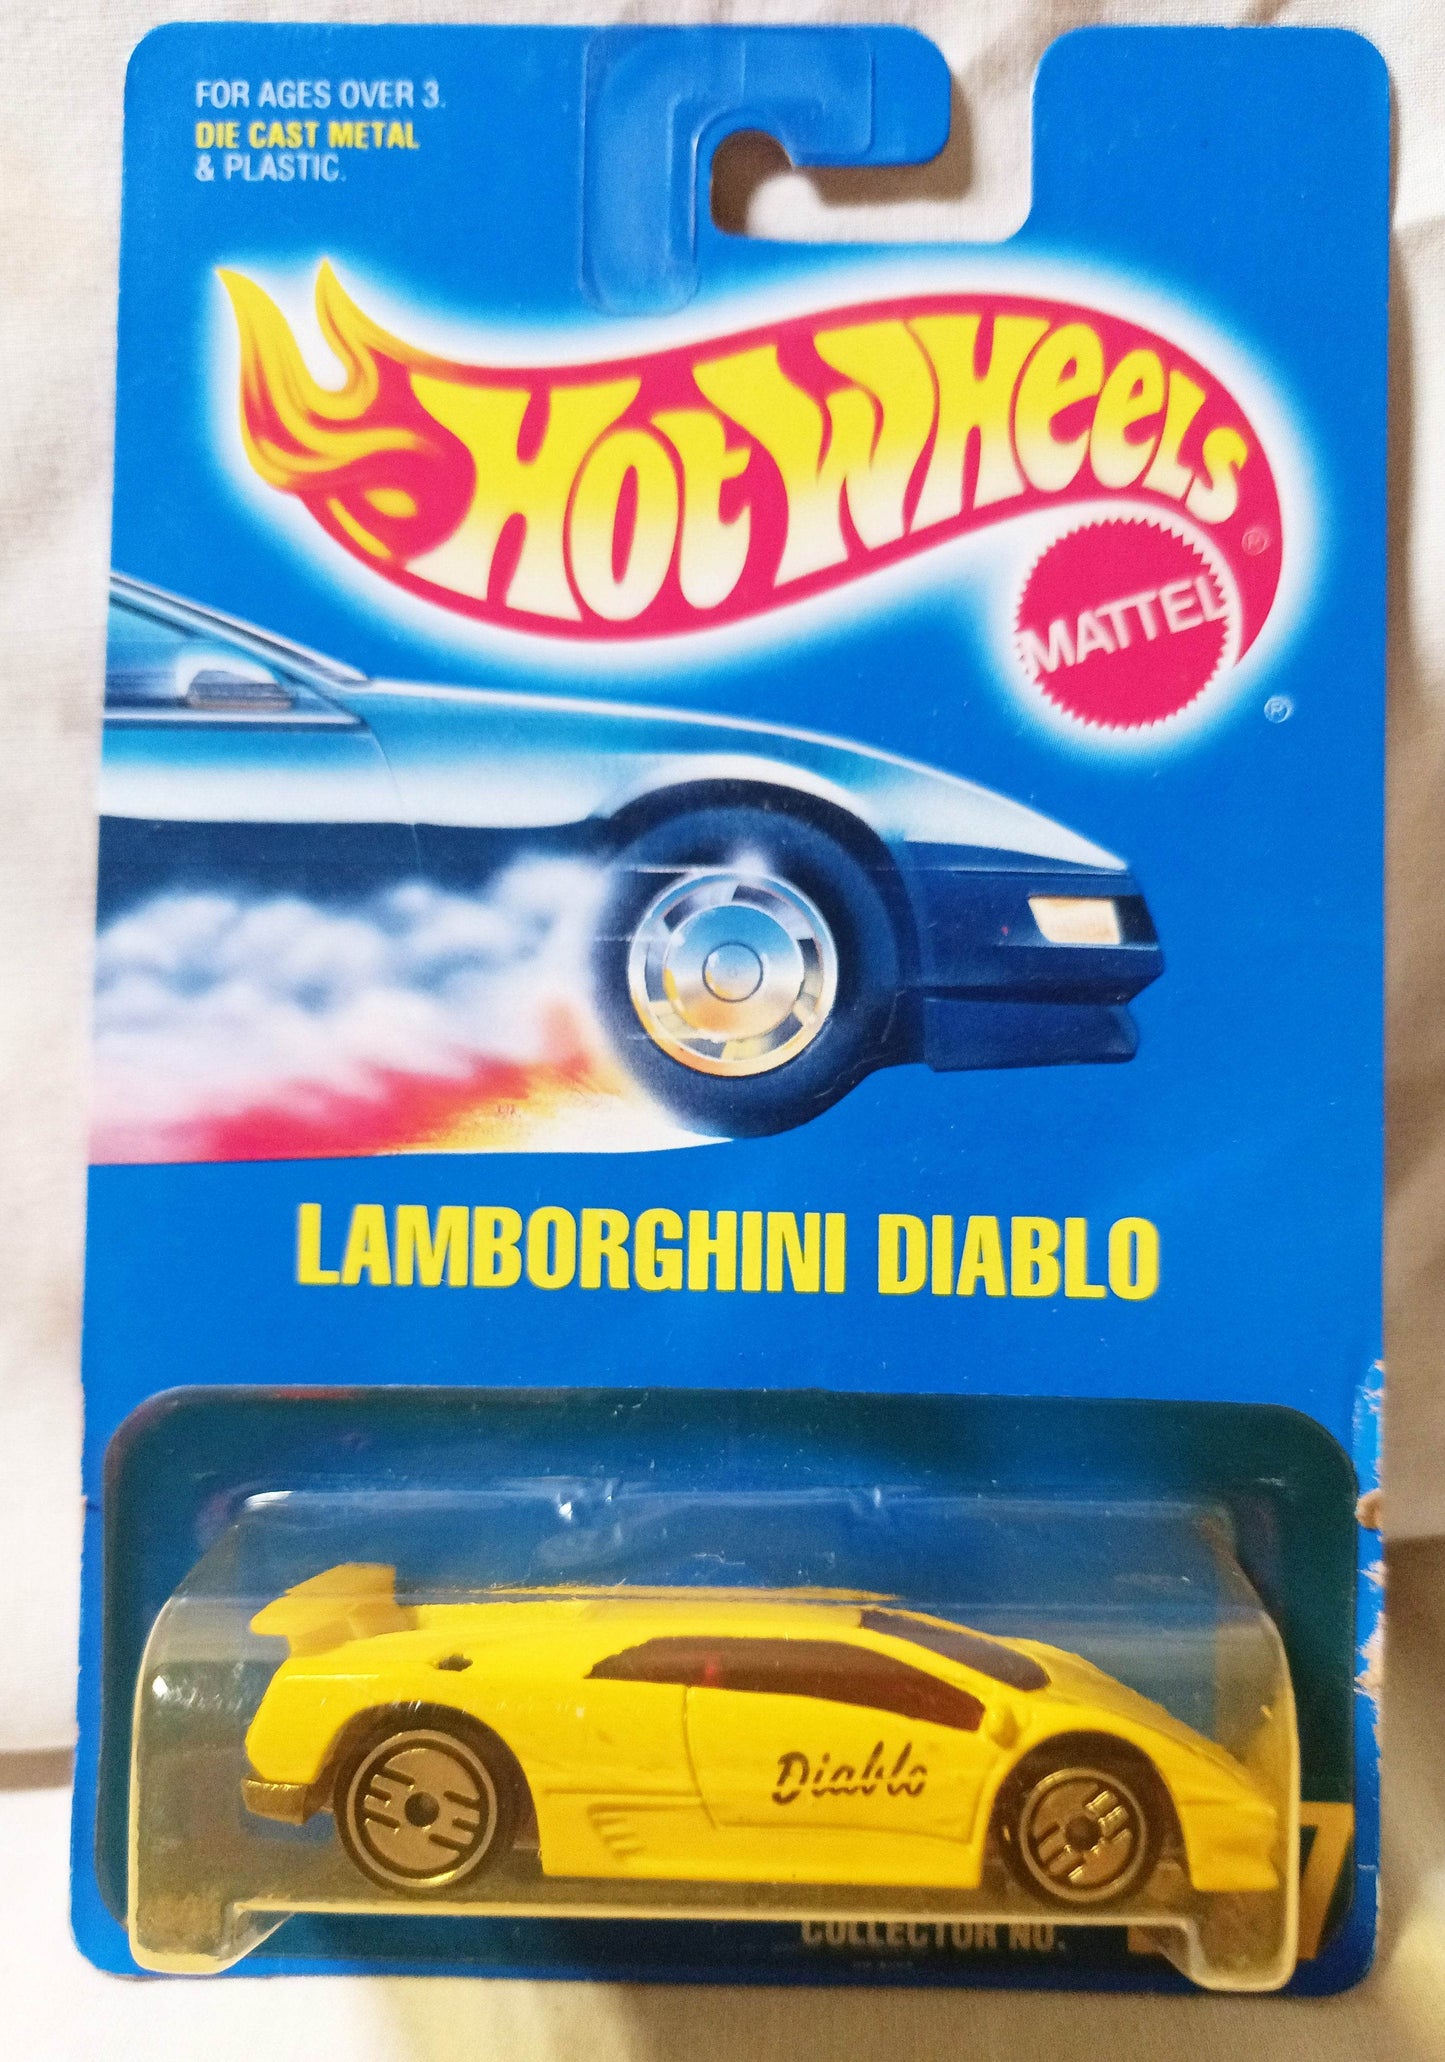 FOR AGES OVER 3.
DIE CAST METAL
& PLASTIC.
HOT WHEELS ®
MATTEL
®
LAMBORGHINI DIABLO
Diablo
COLLECTOR NO.